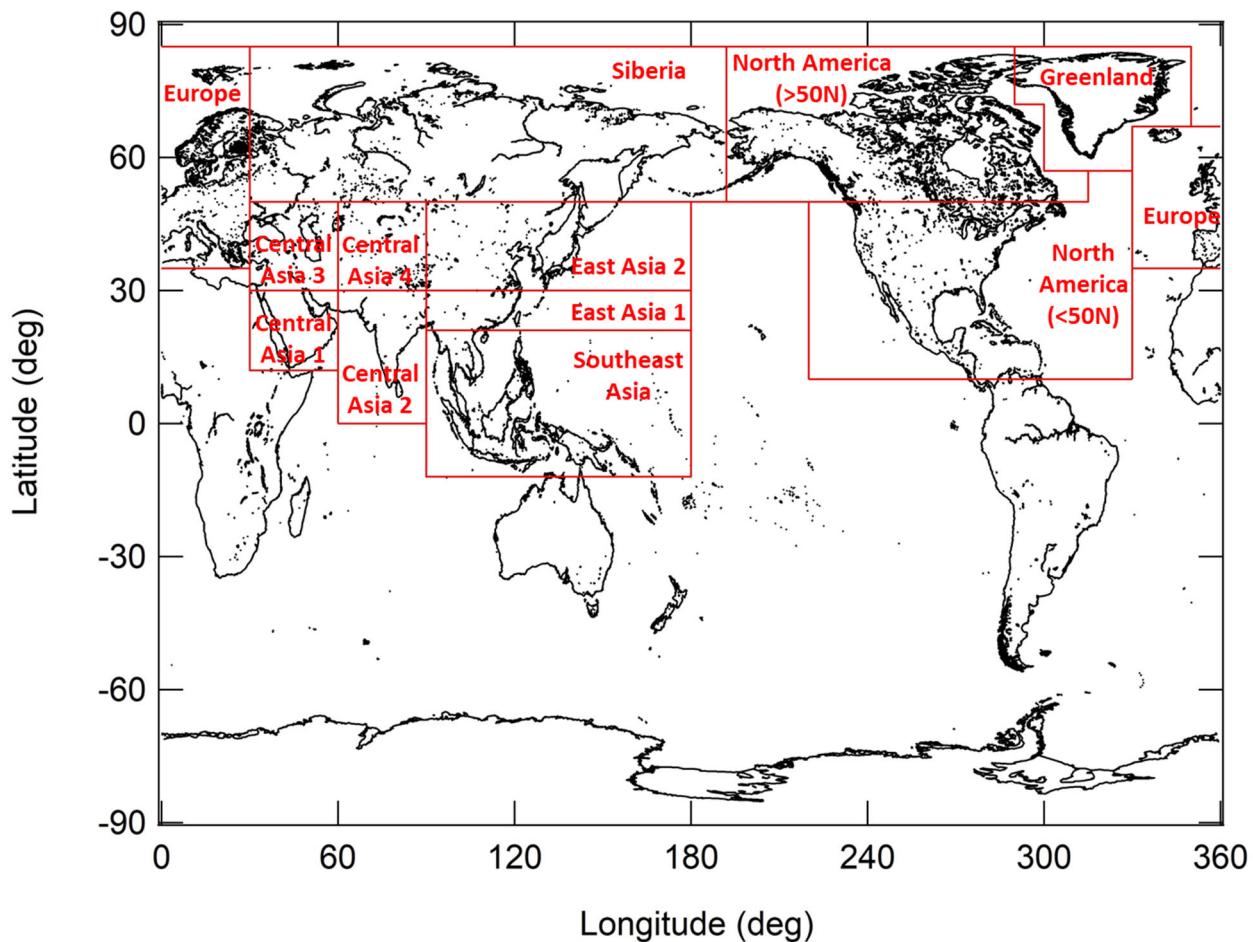 90
60
30
0
-30
-60
-90
Latitude (deg)
0
60
120
180
240
300
360
Longitude (deg)
Europe
Siberia
North America
(>50N)
Greenland
Europe
Central
Asia 3
Central
Asia 4
East Asia 2
North
America
(<50N)
Central
Asia 1
East Asia 1
Central
Asia 2
Southeast
Asia